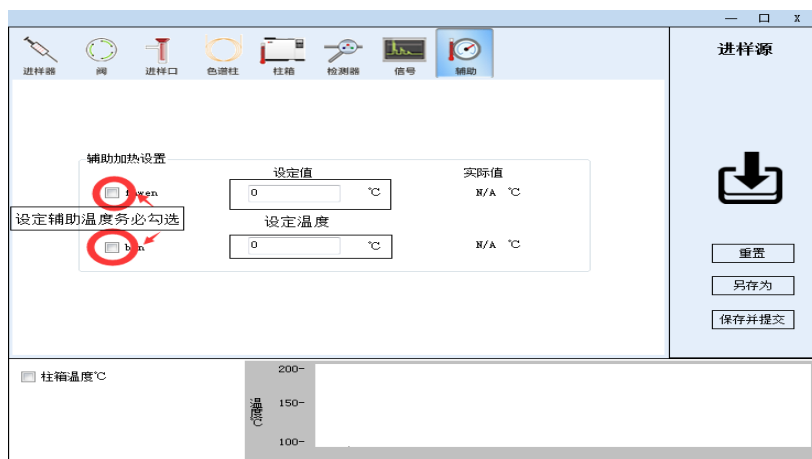 — □ x
进样器 阀 进样口 色谱柱 柱箱 检测器 信号 辅助
进样源
辅助加热设置
设定值 实际值
0 ℃ N/A ℃
设定辅助温度务必勾选 设定温度
0 ℃ N/A ℃
重置
另存为
保存并提交
柱箱温度℃
200-
150-
100-
温度℃